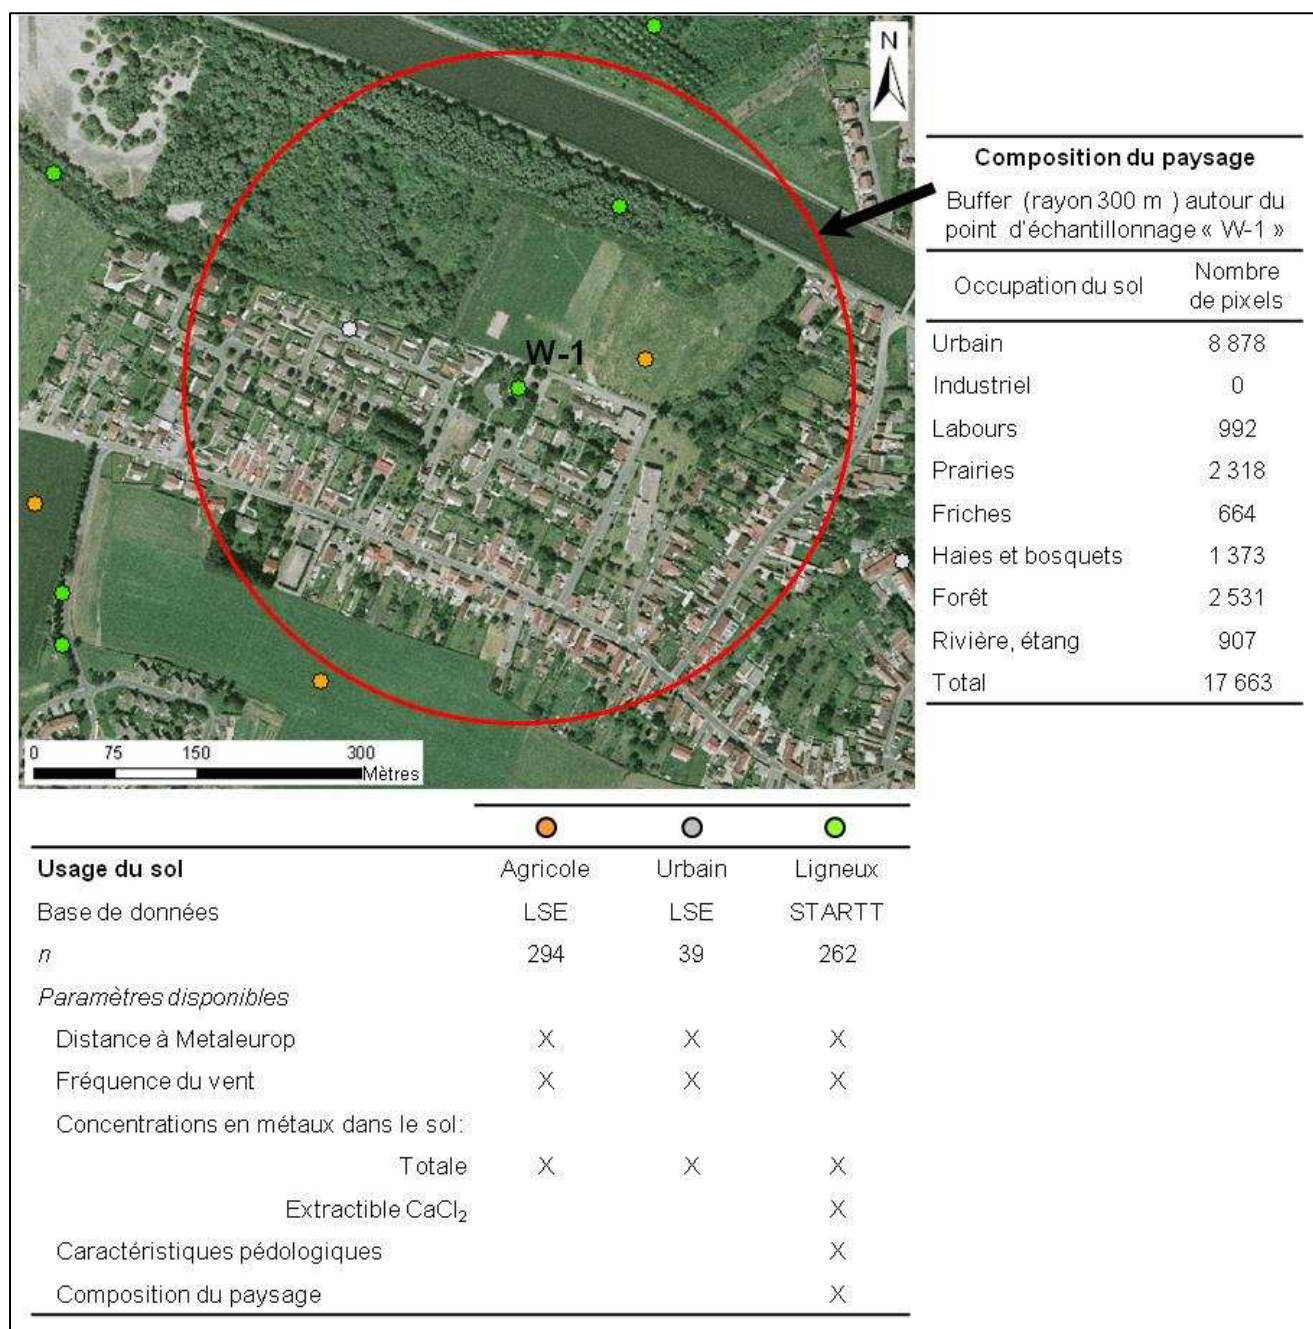 N
W-1
0 75 150 300
Mètres
Composition du paysage
Buffer (rayon 300 m ) autour du
point d'échantillonnage « W-1 »
Occupation du sol Nombre
de pixels
Urbain 8 878
Industriel 0
Labours 992
Prairies 2 318
Friches 664
Haies et bosquets 1 373
Forêt 2 531
Rivière, étang 907
Total 17 663
Usage du sol Agricole Urbain Ligneux
Base de données LSE LSE STARTT
n 294 39 262
Paramètres disponibles
Distance à Metaleurop X X X
Fréquence du vent X X X
Concentrations en métaux dans le sol:
Totale X X X
Extractible CaCl₂ X
Caractéristiques pédologiques X
Composition du paysage X